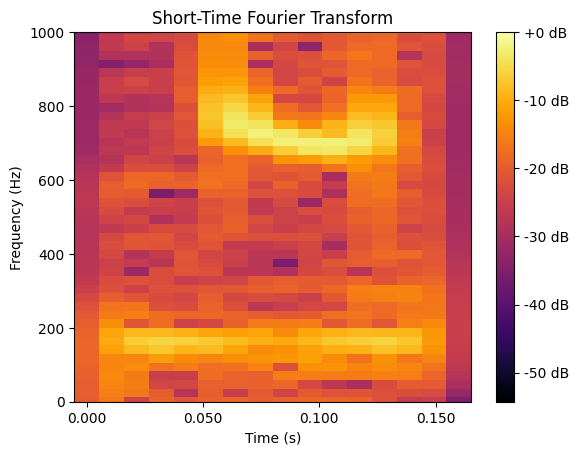 Short-Time Fourier Transform
1000
800
600
400
200
0
Frequency (Hz)
0.000
0.050
0.100
0.150
Time (s)
+0 dB
-10 dB
-20 dB
-30 dB
-40 dB
-50 dB